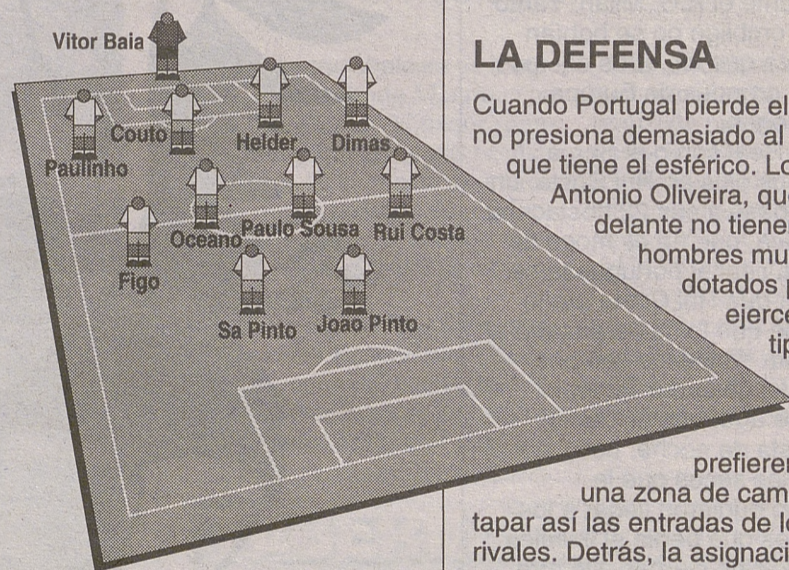 Vitor Baia
Paulinho
Couto
Helder
Dimas
Figo
Oceano
Paulo Sousa
Rui Costa
Sa Pinto
Joao Pinto
LA DEFENSA
Cuando Portugal pierde el
no presiona demasiado al
que tiene el esférico. Lo
Antonio Oliveira, que
delante no tiene
hombres mu
dotados p
ejerce
tip
prefieren
una zona de cam
tapar así las entradas de lo
rivales. Detrás, la asignaci